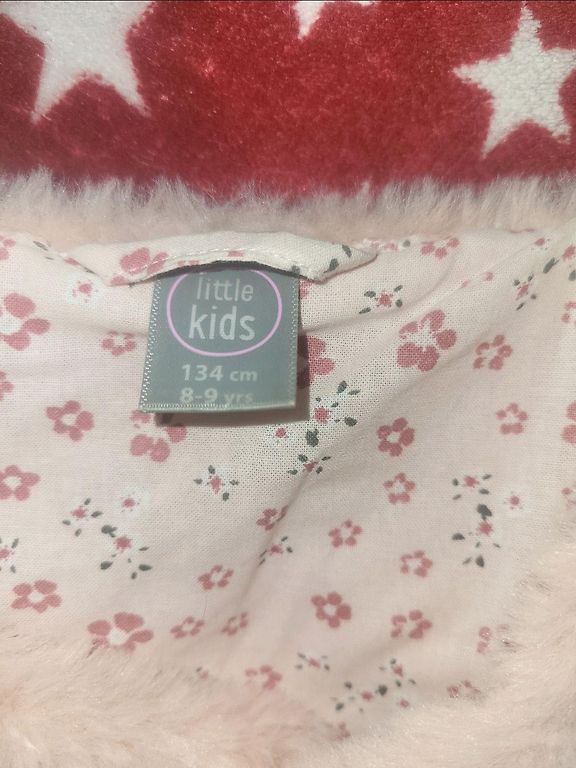 little
kids
134 cm
8-9 yrs